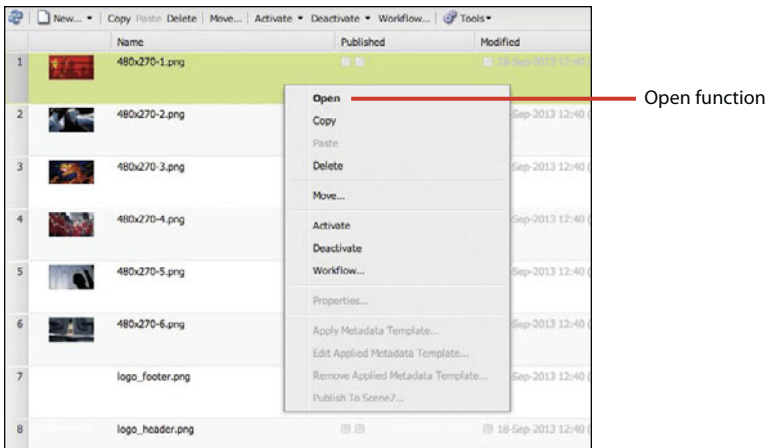 New... Copy Paste Delete Move... Activate Deactivate Workflow... Tools
Name Published Modified
1 480x270-1.png 18-Sep-2013 12:40 (
Open
Open function
Copy
2 480x270-2.png Sep-2013 12:40 (
Paste
3 480x270-3.png Delete Sep-2013 12:40 (
Move...
4 480x270-4.png Activate Sep-2013 12:40 (
Deactivate
5 480x270-5.png Workflow... Sep-2013 12:40 (
Properties...
6 480x270-6.png Apply Metadata Template... Sep-2013 12:40 (
Edit Applied Metadata Template...
7 logo_footer.png Remove Applied Metadata Template... Sep-2013 12:40 (
Publish To Scene7...
8 logo_header.png 18-Sep-2013 12:40 (